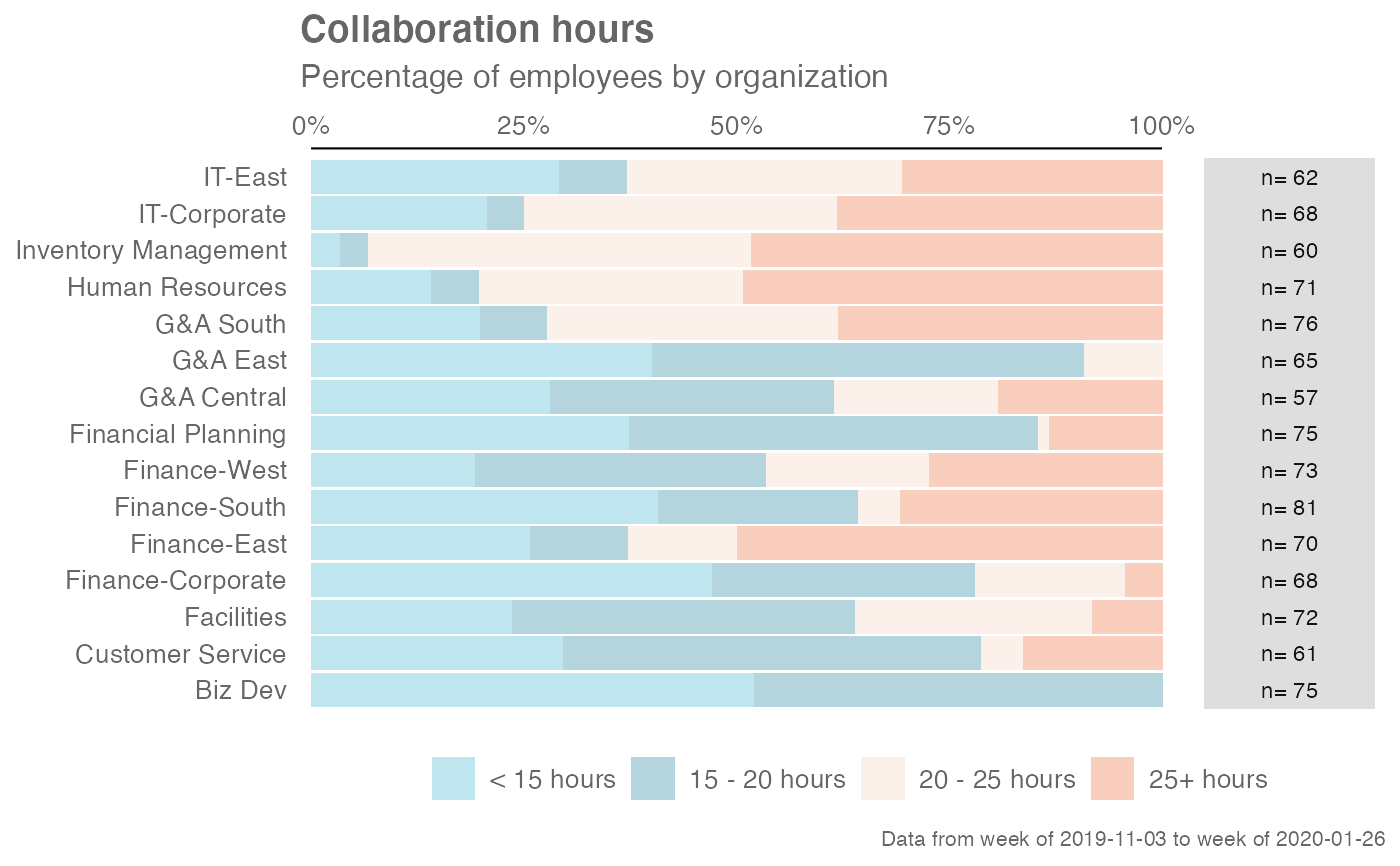 Collaboration hours
Percentage of employees by organization
0% 25% 50% 75% 100%
IT-East n= 62
IT-Corporate n= 68
Inventory Management n= 60
Human Resources n= 71
G&A South n= 76
G&A East n= 65
G&A Central n= 57
Financial Planning n= 75
Finance-West n= 73
Finance-South n= 81
Finance-East n= 70
Finance-Corporate n= 68
Facilities n= 72
Customer Service n= 61
Biz Dev n= 75
< 15 hours 15 - 20 hours 20 - 25 hours 25+ hours
Data from week of 2019-11-03 to week of 2020-01-26